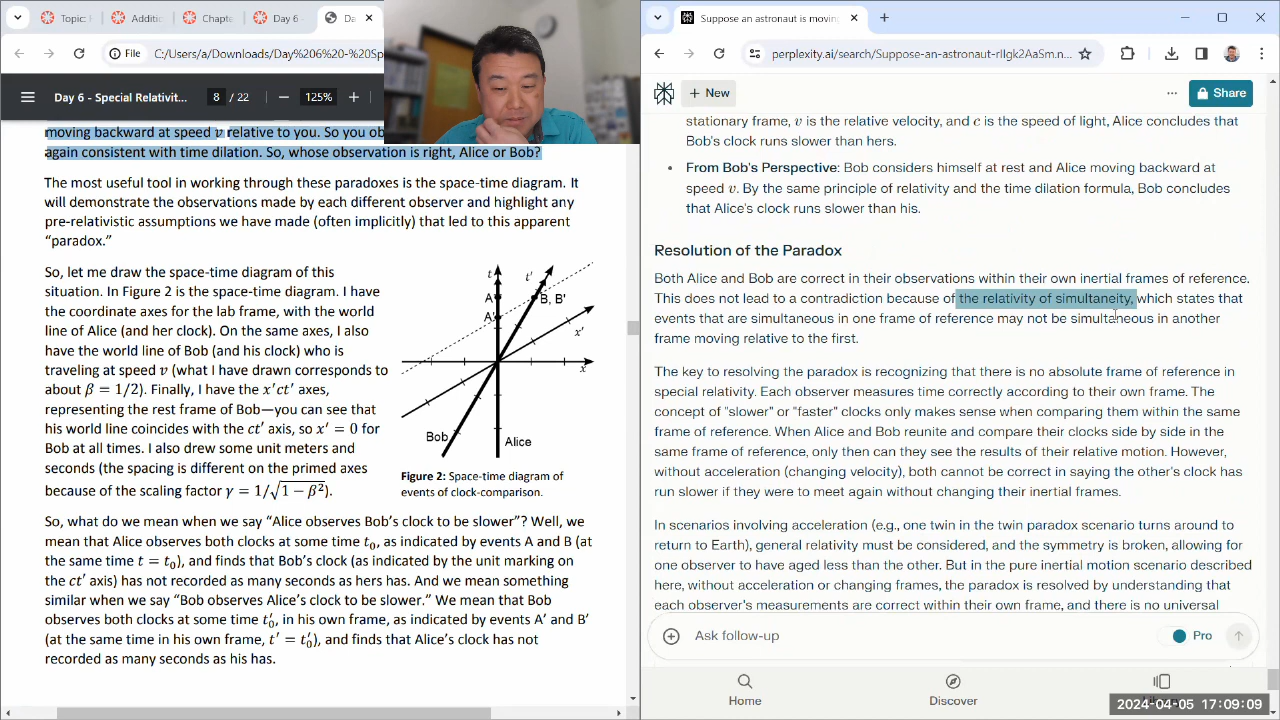 Topic:
Additio
Chapte
Day 6 -
Da
File
C:/Users/a/Downloads/Day%206%20-%20Sp
Day 6 - Special Relativit...
8 / 22
125%
moving backward at speed v relative to you. So you ob
again consistent with time dilation. So, whose observation is right, Alice or Bob?
The most useful tool in working through these paradoxes is the space-time diagram. It
will demonstrate the observations made by each different observer and highlight any
pre-relativistic assumptions we have made (often implicitly) that led to this apparent
“paradox.”
So, let me draw the space-time diagram of this
situation. In Figure 2 is the space-time diagram. I have
the coordinate axes for the lab frame, with the world
line of Alice (and her clock). On the same axes, I also
have the world line of Bob (and his clock) who is
traveling at speed v (what I have drawn corresponds to
about β = 1/2). Finally, I have the x′ct′ axes,
representing the rest frame of Bob—you can see that
his world line coincides with the ct′ axis, so x′ = 0 for
Bob at all times. I also drew some unit meters and
seconds (the spacing is different on the primed axes
because of the scaling factor γ = 1/√1 − β²).
t
t'
A
B, B'
A'
x'
x
Bob
Alice
Figure 2: Space-time diagram of
events of clock-comparison.
So, what do we mean when we say “Alice observes Bob’s clock to be slower”? Well, we
mean that Alice observes both clocks at some time t₀, as indicated by events A and B (at
the same time t = t₀), and finds that Bob’s clock (as indicated by the unit marking on
the ct′ axis) has not recorded as many seconds as hers has. And we mean something
similar when we say “Bob observes Alice’s clock to be slower.” We mean that Bob
observes both clocks at some time t₀′, in his own frame, as indicated by events A’ and B’
(at the same time in his own frame, t′ = t₀′), and finds that Alice’s clock has not
recorded as many seconds as his has.
Suppose an astronaut is movin
perplexity.ai/search/Suppose-an-astronaut-rlIgk2AaSm.n...
New
Share
stationary frame, v is the relative velocity, and c is the speed of light, Alice concludes that
Bob's clock runs slower than hers.
• From Bob's Perspective: Bob considers himself at rest and Alice moving backward at
speed v. By the same principle of relativity and the time dilation formula, Bob concludes
that Alice's clock runs slower than his.
Resolution of the Paradox
Both Alice and Bob are correct in their observations within their own inertial frames of reference.
This does not lead to a contradiction because of the relativity of simultaneity, which states that
events that are simultaneous in one frame of reference may not be simultaneous in another
frame moving relative to the first.
The key to resolving the paradox is recognizing that there is no absolute frame of reference in
special relativity. Each observer measures time correctly according to their own frame. The
concept of "slower" or "faster" clocks only makes sense when comparing them within the same
frame of reference. When Alice and Bob reunite and compare their clocks side by side in the
same frame of reference, only then can they see the results of their relative motion. However,
without acceleration (changing velocity), both cannot be correct in saying the other's clock has
run slower if they were to meet again without changing their inertial frames.
In scenarios involving acceleration (e.g., one twin in the twin paradox scenario turns around to
return to Earth), general relativity must be considered, and the symmetry is broken, allowing for
one observer to have aged less than the other. But in the pure inertial motion scenario described
here, without acceleration or changing frames, the paradox is resolved by understanding that
each observer's measurements are correct within their own frame, and there is no universal
Ask follow-up
Pro
Home
Discover
2024-04-05 17:09:09